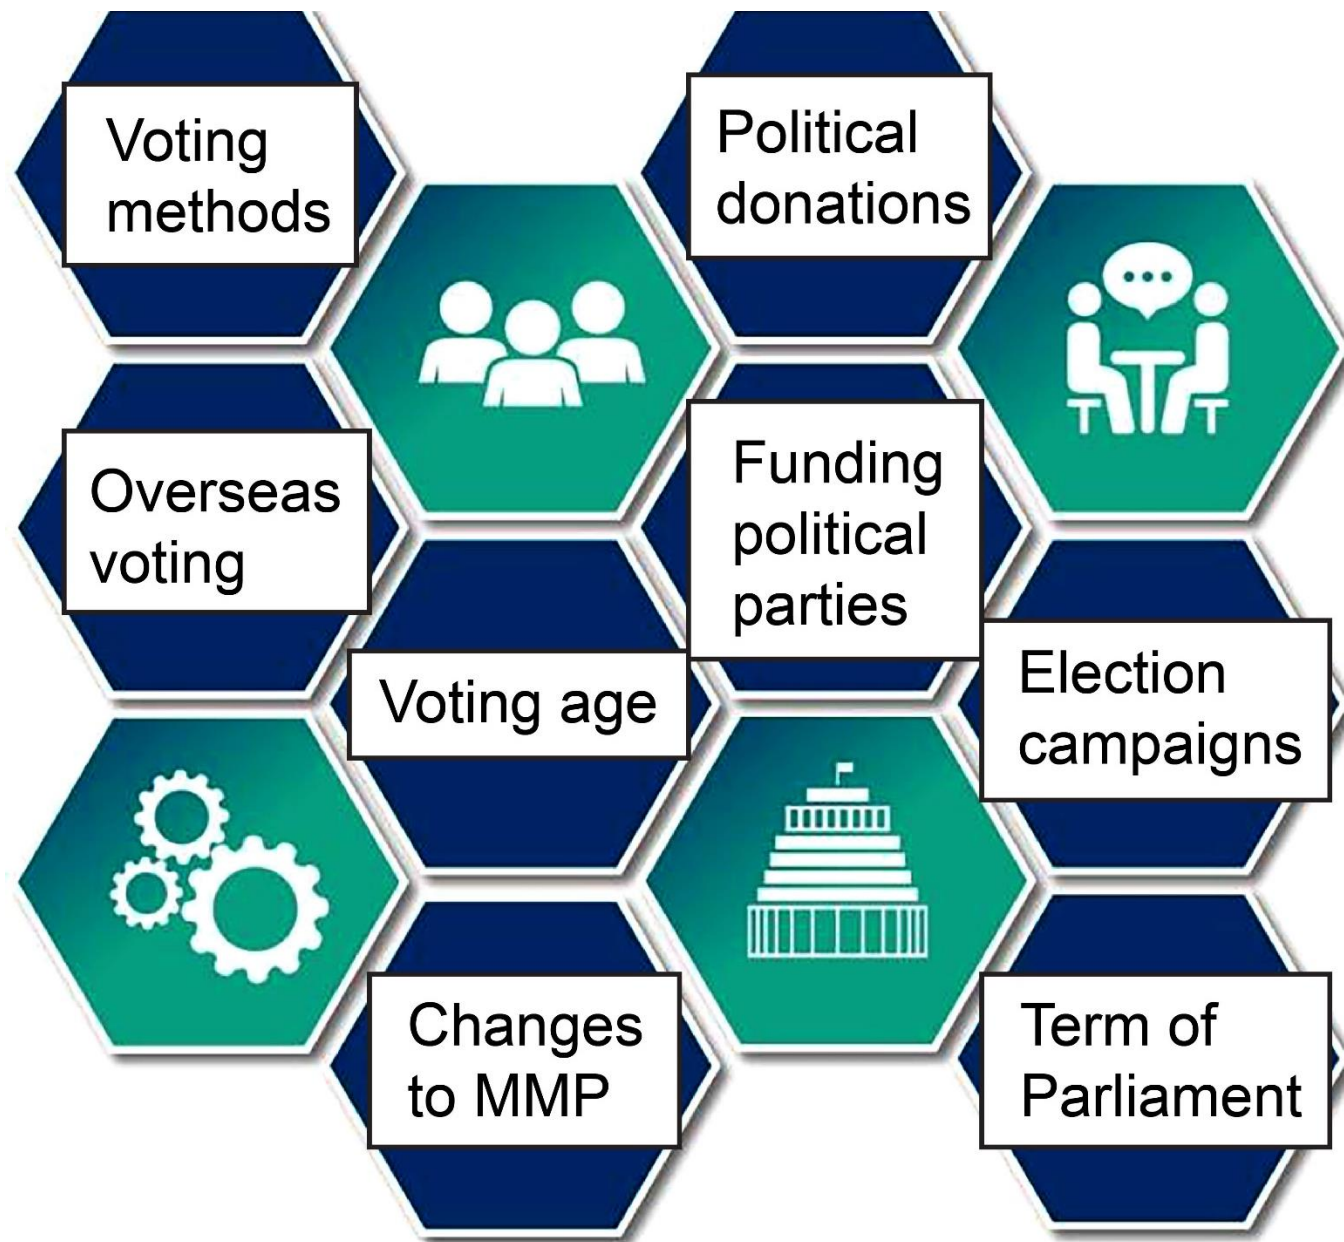 Voting
methods
Political
donations
Overseas
voting
Funding
political
parties
Voting age
Election
campaigns
Changes
to MMP
Term of
Parliament